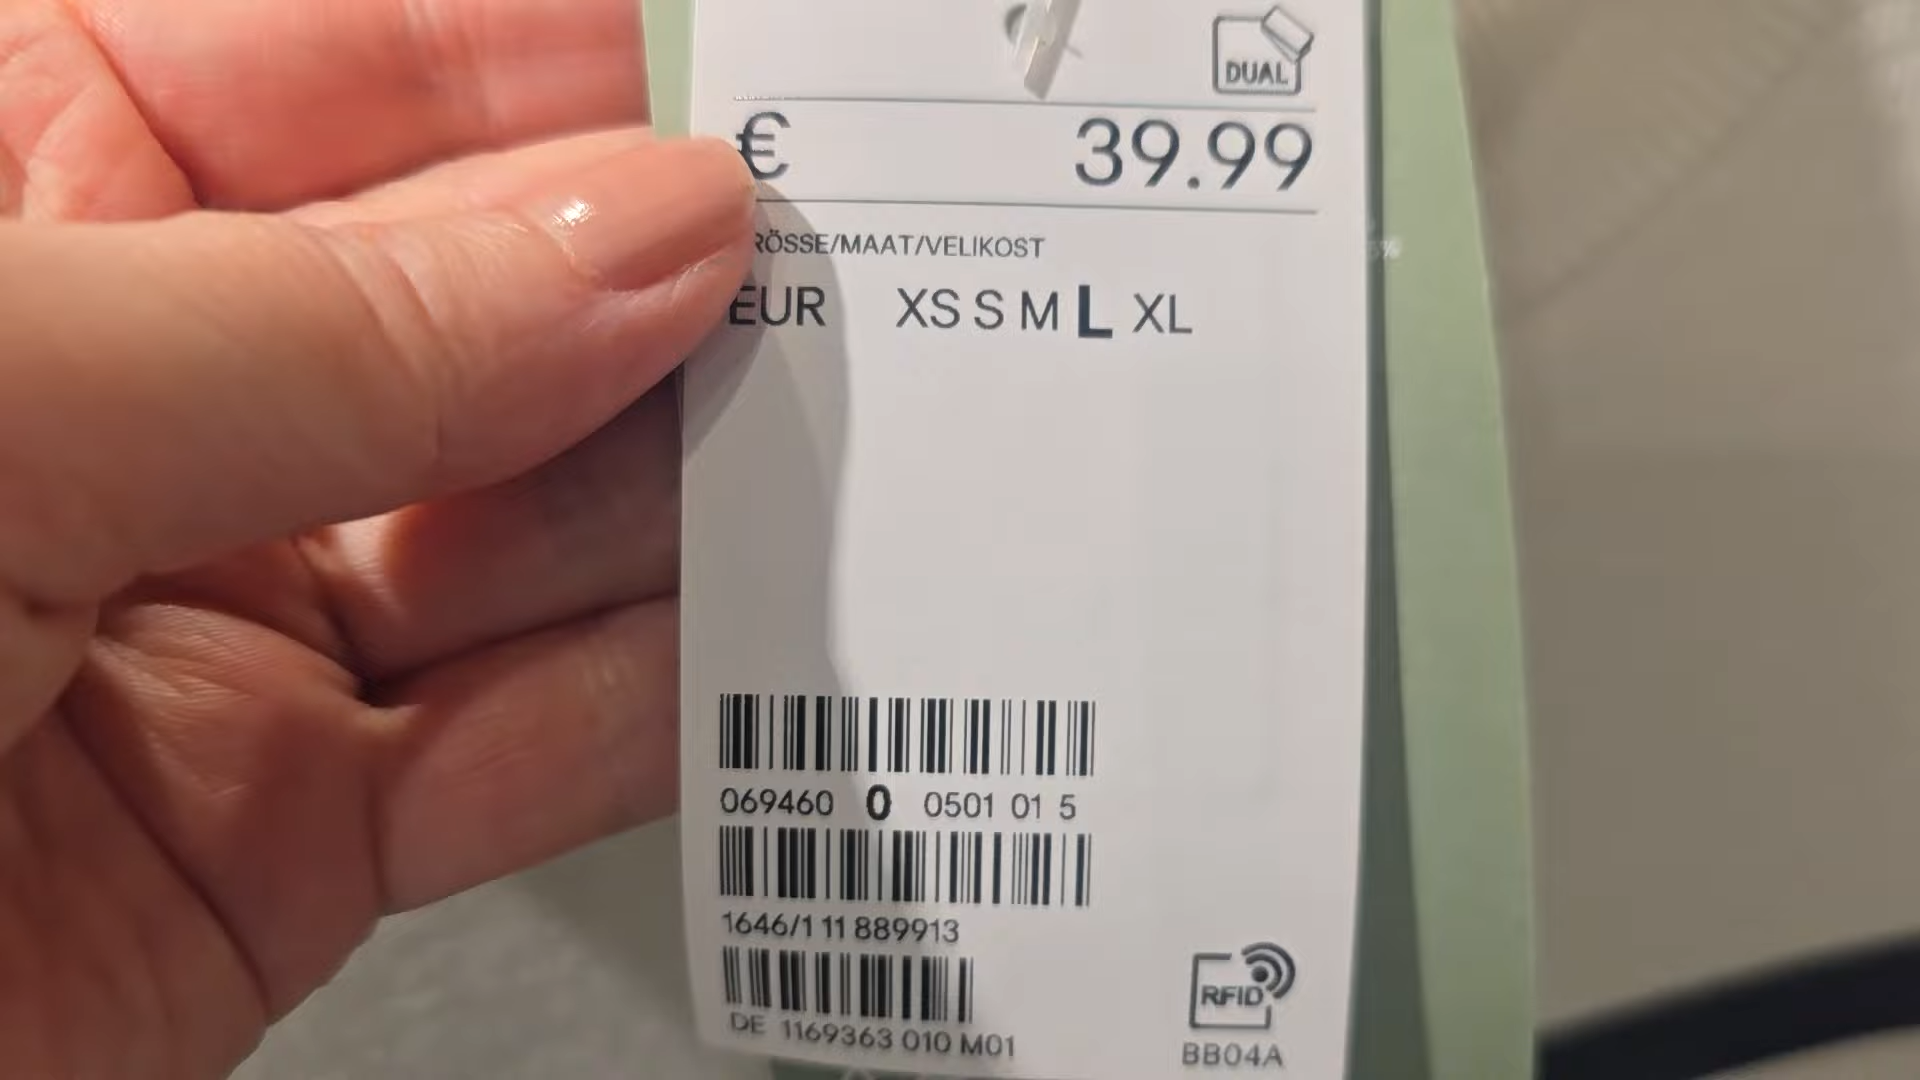 DUAL
€ 39.99
RÖSSE/MAAT/VELIKOST
EUR XS S M L XL
069460 0 0501 01 5
1646/1 11 889913
RFID
DE 1169363 010 M01
BB04A